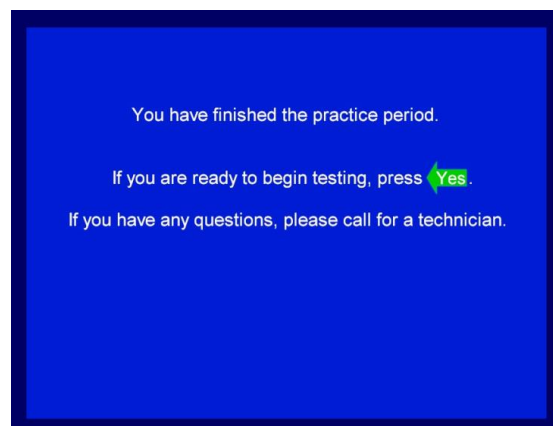 You have finished the practice period.
If you are ready to begin testing, press Yes.
If you have any questions, please call for a technician.